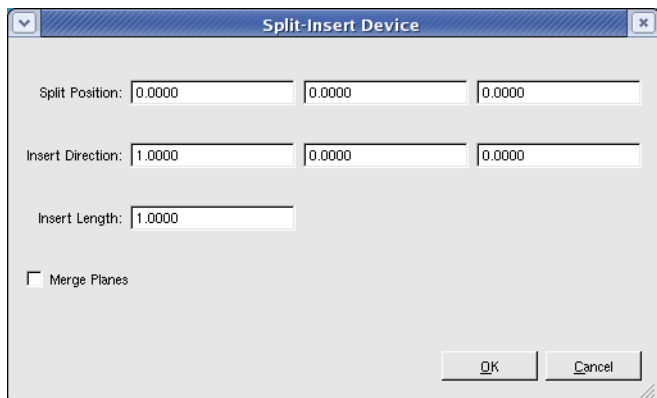 Split-Insert Device
Split Position: 0.0000 0.0000 0.0000
Insert Direction: 1.0000 0.0000 0.0000
Insert Length: 1.0000
Merge Planes
OK Cancel